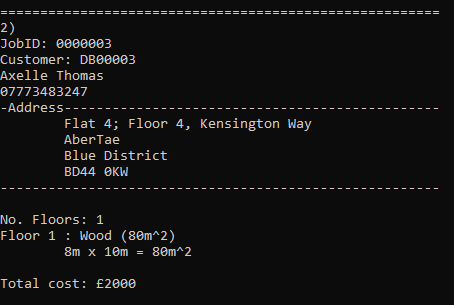 =======================================================
2)
JobID: 0000003
Customer: DB00003
Axelle Thomas
07773483247
-Address-----------------------------------------------
Flat 4; Floor 4, Kensington Way
AberTae
Blue District
BD44 0KW
-------------------------------------------------------
No. Floors: 1
Floor 1 : Wood (80m^2)
8m x 10m = 80m^2
Total cost: £2000